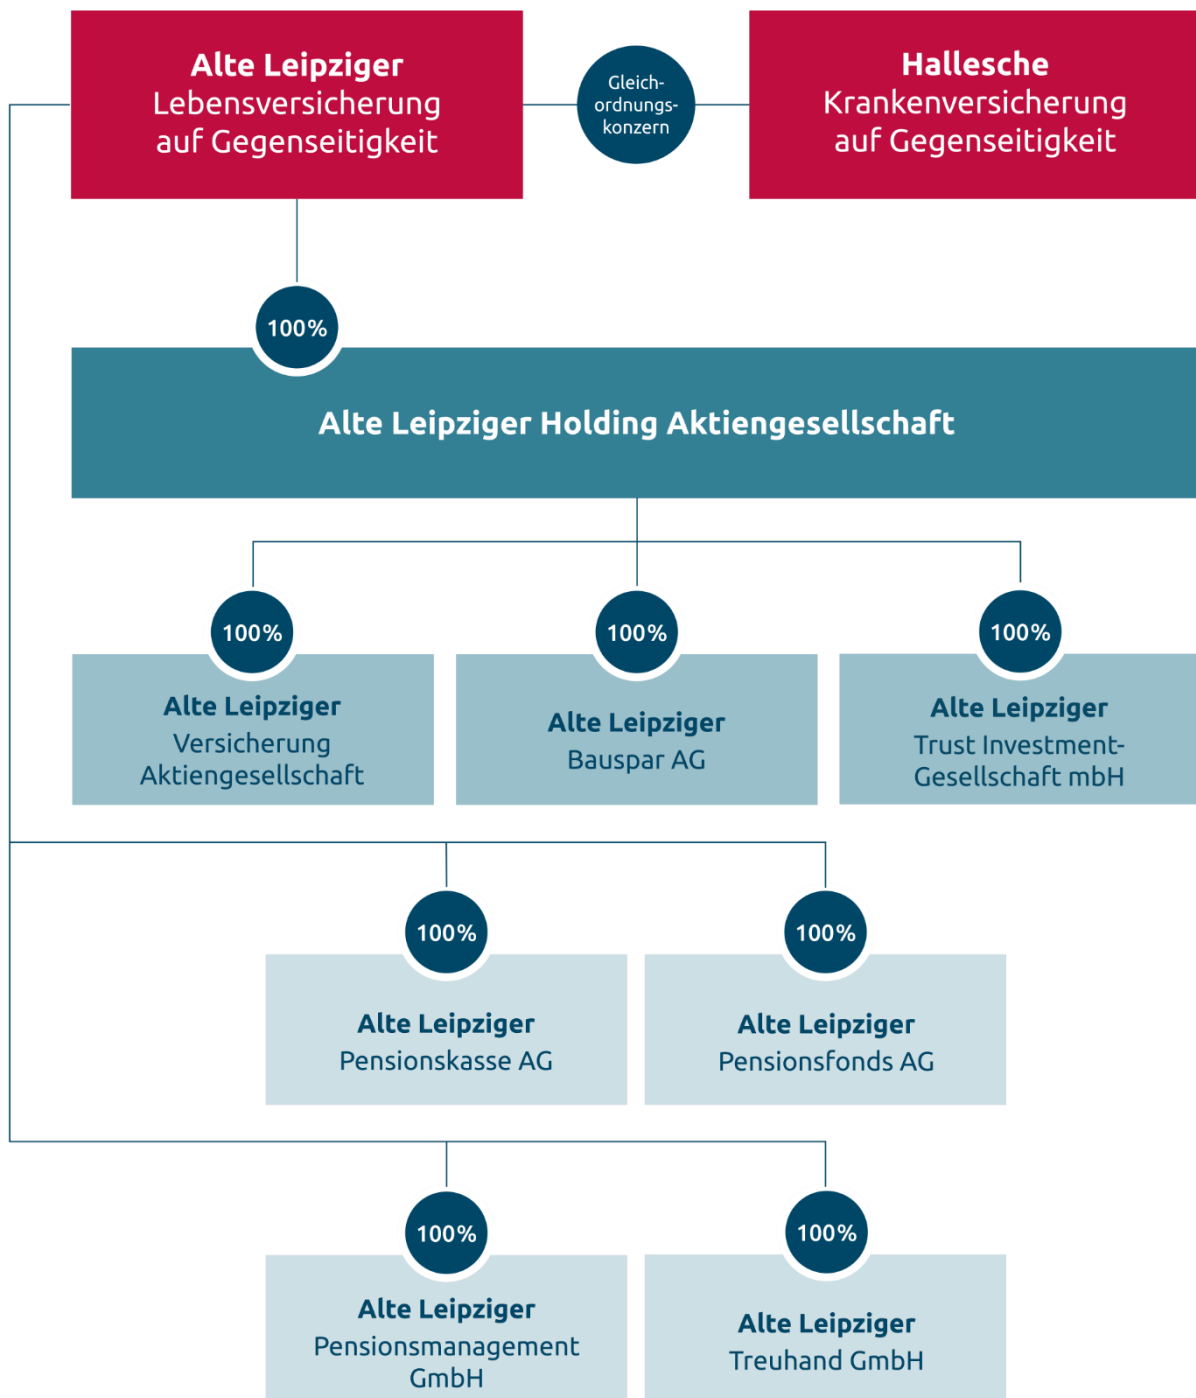 Alte Leipziger
Lebensversicherung
auf Gegenseitigkeit
Gleich-
ordnungs-
konzern
Hallesche
Krankenversicherung
auf Gegenseitigkeit
100%
Alte Leipziger Holding Aktiengesellschaft
100%
Alte Leipziger
Versicherung
Aktiengesellschaft
100%
Alte Leipziger
Bauspar AG
100%
Alte Leipziger
Trust Investment-
Gesellschaft mbH
100%
Alte Leipziger
Pensionskasse AG
100%
Alte Leipziger
Pensionsfonds AG
100%
Alte Leipziger
Pensionsmanagement
GmbH
100%
Alte Leipziger
Treuhand GmbH